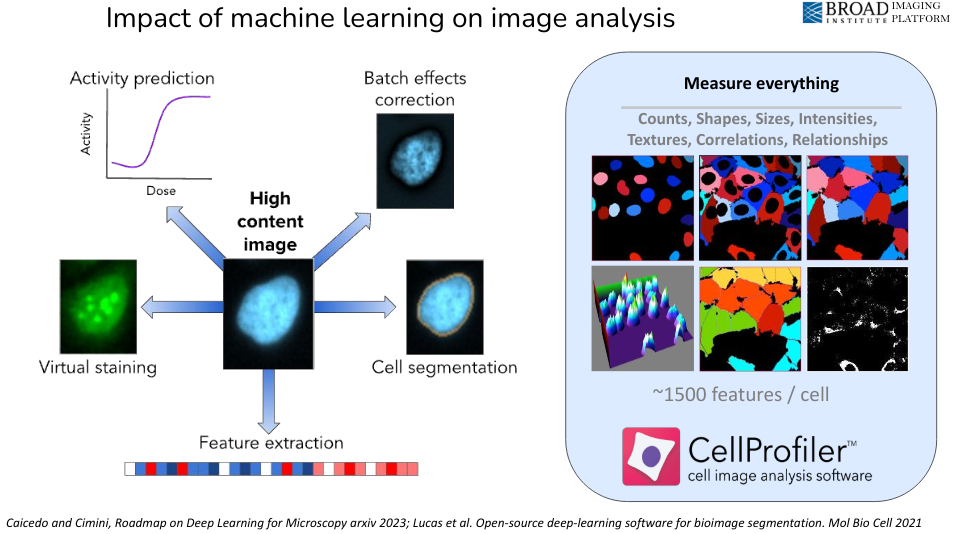 Impact of machine learning on image analysis
BROAD
INSTITUTE
IMAGING
PLATFORM
Activity prediction
Activity
Dose
Batch effects
correction
High
content
image
Virtual staining
Cell segmentation
Feature extraction
Measure everything
Counts, Shapes, Sizes, Intensities,
Textures, Correlations, Relationships
~1500 features / cell
CellProfiler™
cell image analysis software
Caicedo and Cimini, Roadmap on Deep Learning for Microscopy arxiv 2023; Lucas et al. Open-source deep-learning software for bioimage segmentation. Mol Bio Cell 2021